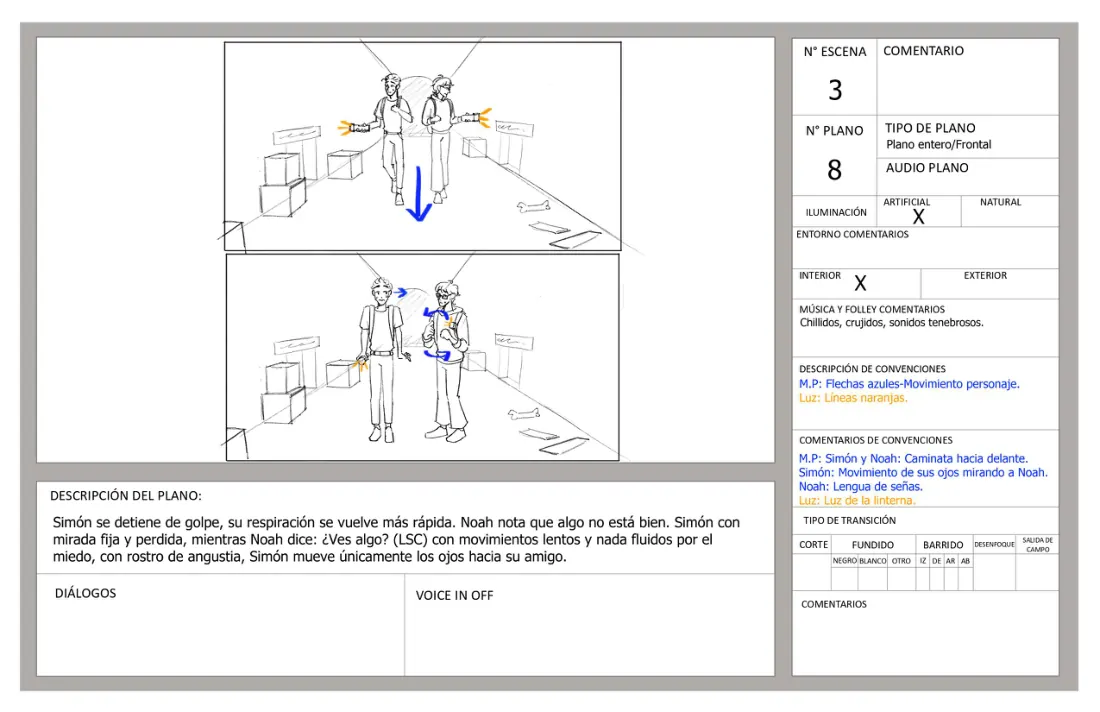 N° ESCENA
3
COMENTARIO
N° PLANO
8
TIPO DE PLANO
Plano entero/Frontal
AUDIO PLANO
ILUMINACIÓN
ARTIFICIAL
X
NATURAL
ENTORNO COMENTARIOS
INTERIOR X
EXTERIOR
MÚSICA Y FOLLEY COMENTARIOS
Chillidos, crujidos, sonidos tenebrosos.
DESCRIPCIÓN DE CONVENCIONES
M.P: Flechas azules-Movimiento personaje.
Luz: Líneas naranjas.
COMENTARIOS DE CONVENCIONES
M.P: Simón y Noah: Caminata hacia delante.
Simón: Movimiento de sus ojos mirando a Noah.
Noah: Lengua de señas.
Luz: Luz de la linterna.
TIPO DE TRANSICIÓN
CORTE FUNDIDO BARRIDO DESENFOQUE SALIDA DE
CAMPO
NEGRO BLANCO OTRO IZ DE AR AB
COMENTARIOS
DESCRIPCIÓN DEL PLANO:
Simón se detiene de golpe, su respiración se vuelve más rápida. Noah nota que algo no está bien. Simón con
mirada fija y perdida, mientras Noah dice: ¿Ves algo? (LSC) con movimientos lentos y nada fluidos por el
miedo, con rostro de angustia, Simón mueve únicamente los ojos hacia su amigo.
DIÁLOGOS
VOICE IN OFF